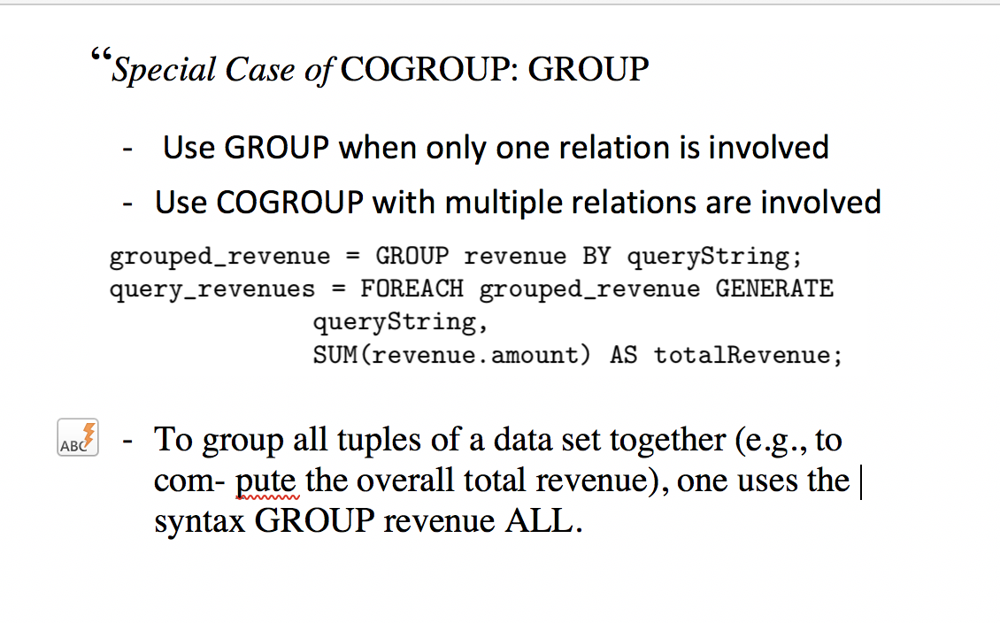 “Special Case of COGROUP: GROUP
- Use GROUP when only one relation is involved
- Use COGROUP with multiple relations are involved
grouped_revenue = GROUP revenue BY queryString;
query_revenues = FOREACH grouped_revenue GENERATE
queryString,
SUM(revenue.amount) AS totalRevenue;
ABC
- To group all tuples of a data set together (e.g., to
com- pute the overall total revenue), one uses the
syntax GROUP revenue ALL.